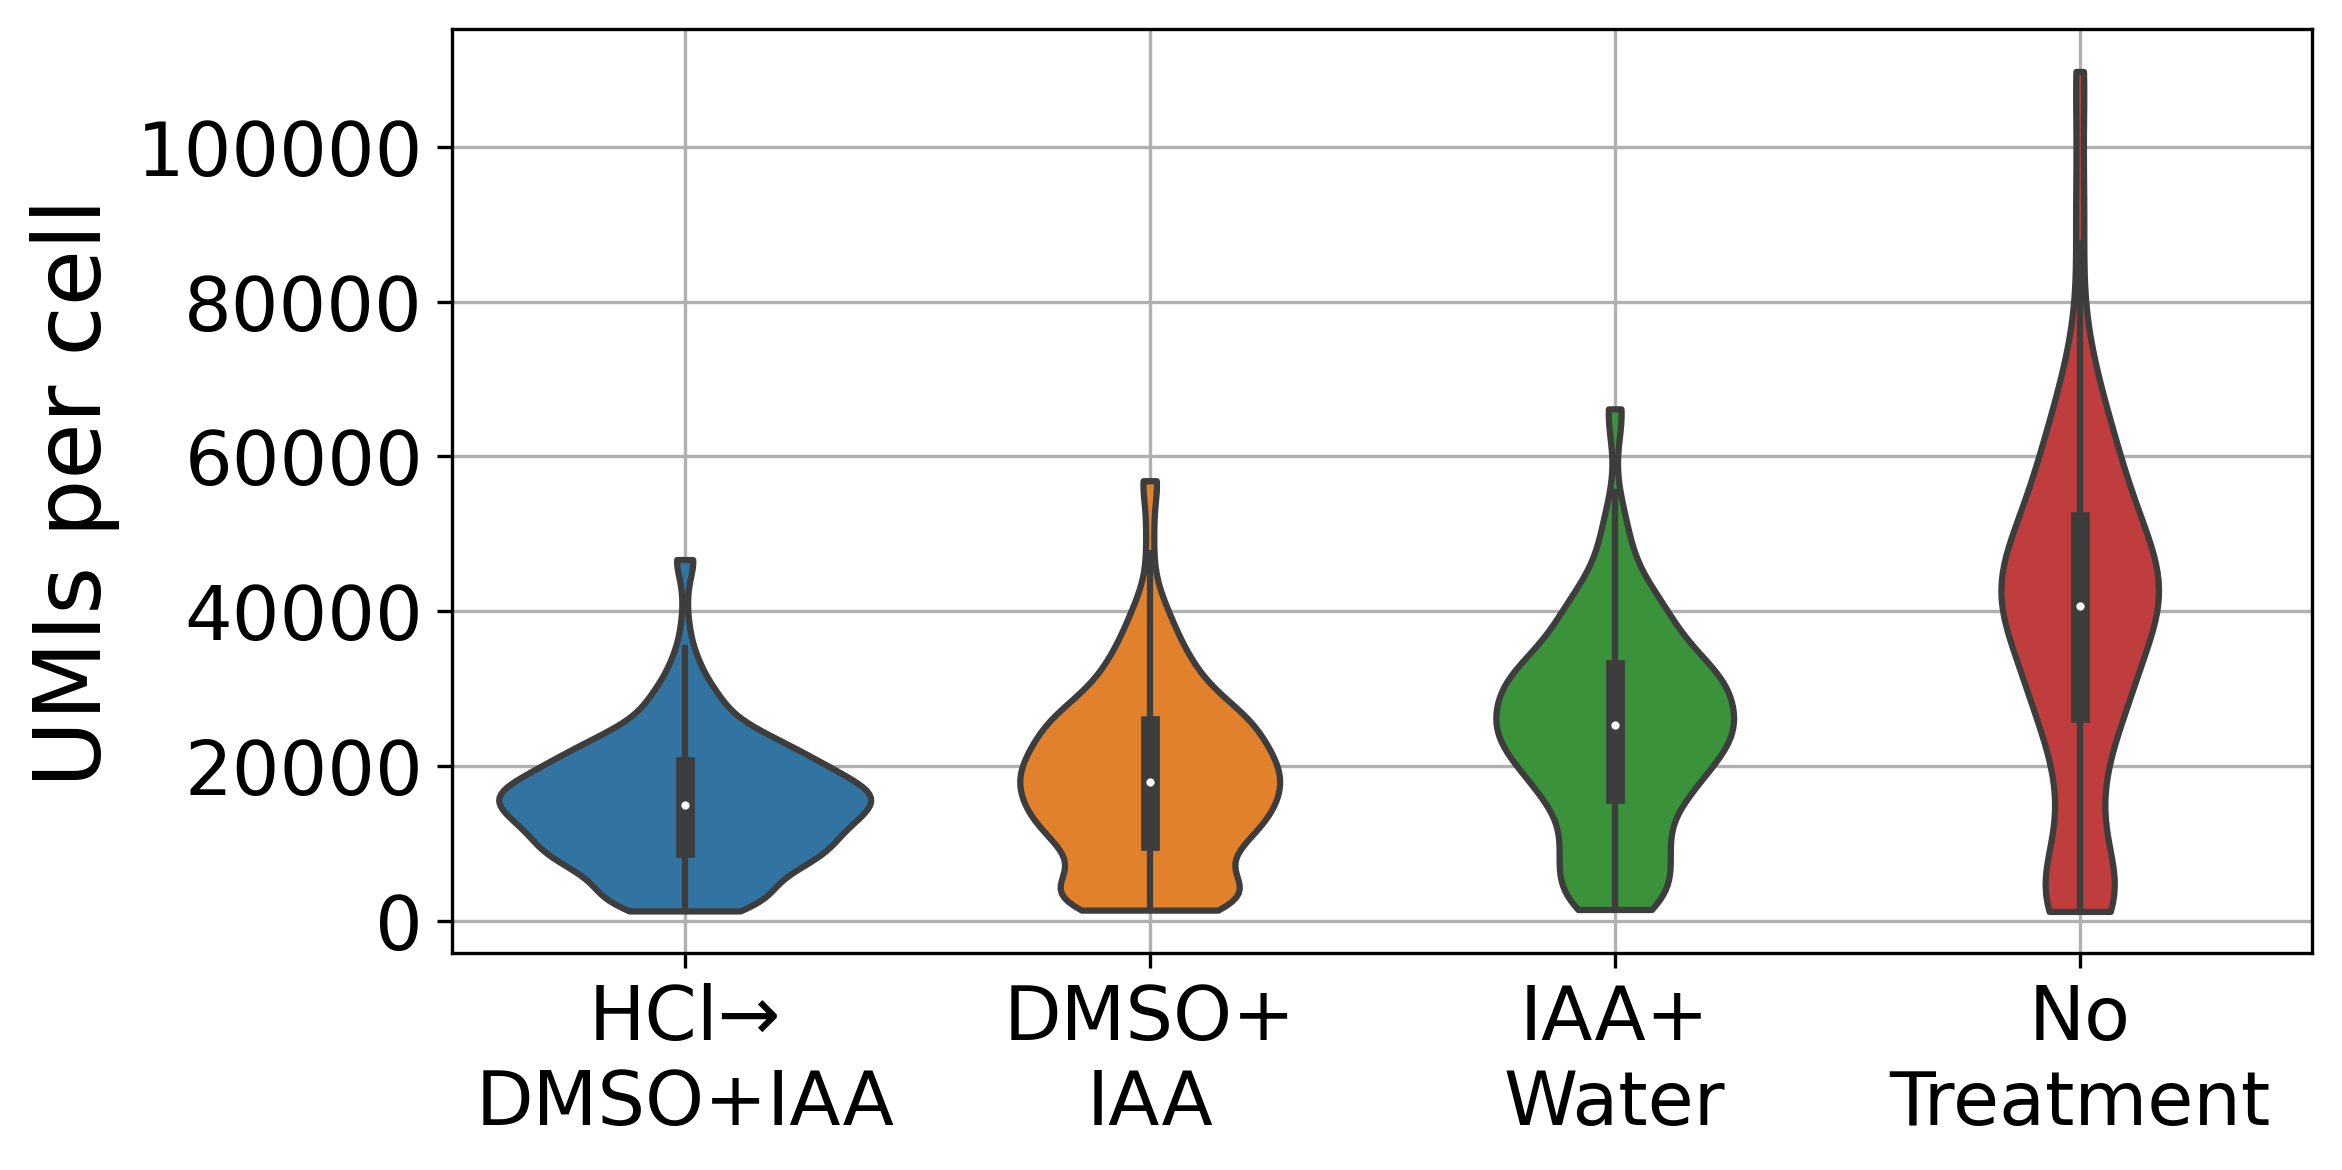 UMIs per cell
100000
80000
60000
40000
20000
0
HCl→
DMSO+IAA
DMSO+
IAA
IAA+
Water
No
Treatment